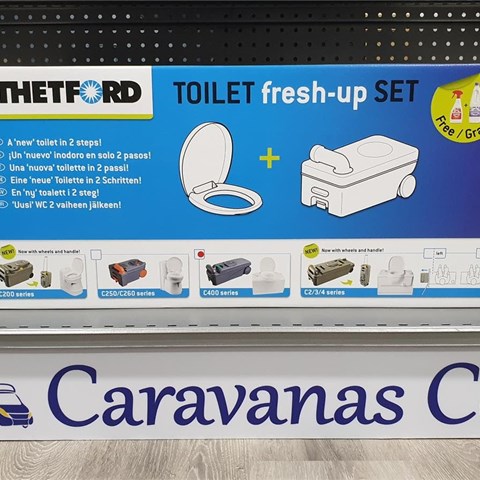 THETFORD
TOILET fresh-up SET
Free / Gra
A 'new' toilet in 2 steps!
¡Un 'nuevo' inodoro en solo 2 pasos!
Una 'nuova' toilette in 2 passi!
Eine 'neue' Toilette in 2 Schritten!
En 'ny' toalett i 2 steg!
'Uusi' WC 2 vaiheen jälkeen!
NEW! Now with wheels and handle!
NEW! Now with wheels and handle!
left
C200 series
C250/C260 series
C400 series
C2/3/4 series
Caravanas C